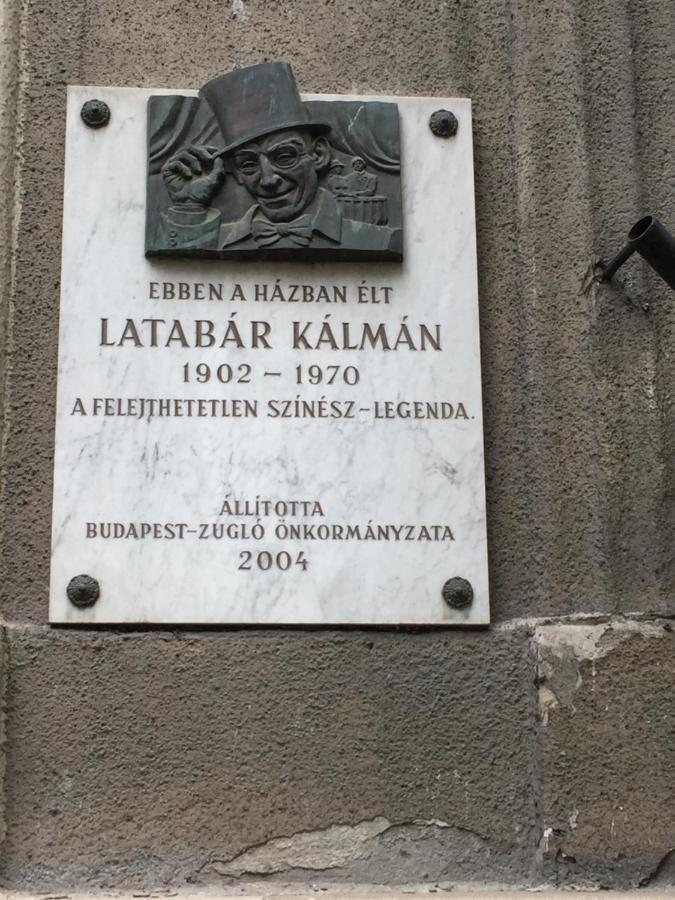 EBBEN A HÁZBAN ÉLT
LATABÁR KÁLMÁN
1902 – 1970
A FELEJTHETETLEN SZÍNÉSZ-LEGENDA.
ÁLLÍTOTTA
BUDAPEST-ZUGLÓ ÖNKORMÁNYZATA
2004